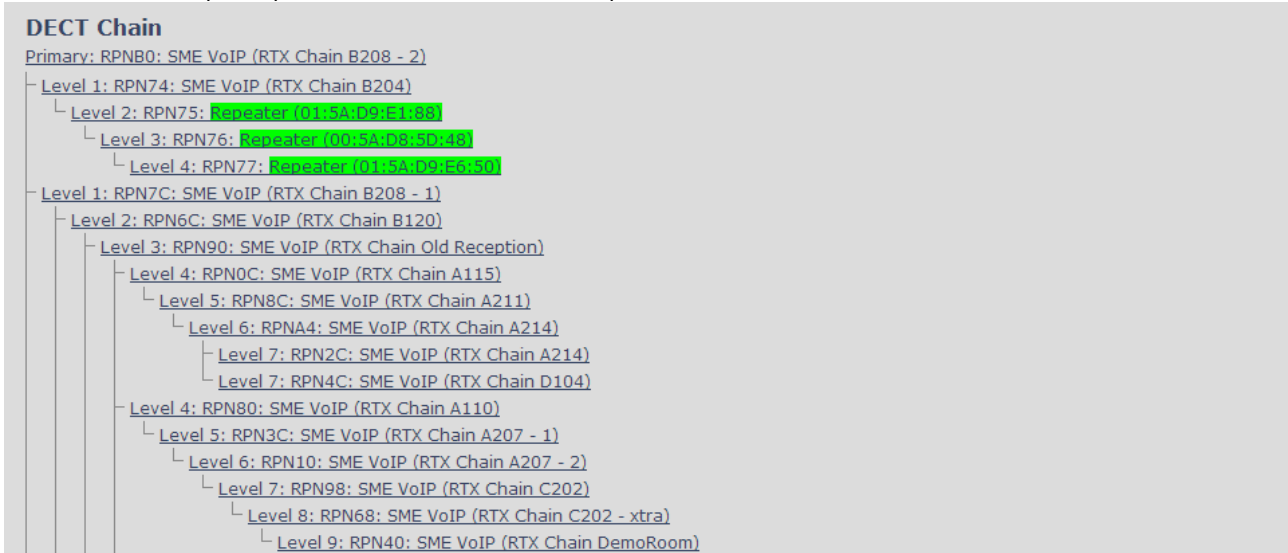 DECT Chain
Primary: RPNB0: SME VoIP (RTX Chain B208 - 2)
Level 1: RPN74: SME VoIP (RTX Chain B204)
Level 2: RPN75: Repeater (01:5A:D9:E1:88)
Level 3: RPN76: Repeater (00:5A:D8:5D:48)
Level 4: RPN77: Repeater (01:5A:D9:E6:50)
Level 1: RPN7C: SME VoIP (RTX Chain B208 - 1)
Level 2: RPN6C: SME VoIP (RTX Chain B120)
Level 3: RPN90: SME VoIP (RTX Chain Old Reception)
Level 4: RPN0C: SME VoIP (RTX Chain A115)
Level 5: RPN8C: SME VoIP (RTX Chain A211)
Level 6: RPNA4: SME VoIP (RTX Chain A214)
Level 7: RPN2C: SME VoIP (RTX Chain A214)
Level 7: RPN4C: SME VoIP (RTX Chain D104)
Level 4: RPN80: SME VoIP (RTX Chain A110)
Level 5: RPN3C: SME VoIP (RTX Chain A207 - 1)
Level 6: RPN10: SME VoIP (RTX Chain A207 - 2)
Level 7: RPN98: SME VoIP (RTX Chain C202)
Level 8: RPN68: SME VoIP (RTX Chain C202 - xtra)
Level 9: RPN40: SME VoIP (RTX Chain DemoRoom)